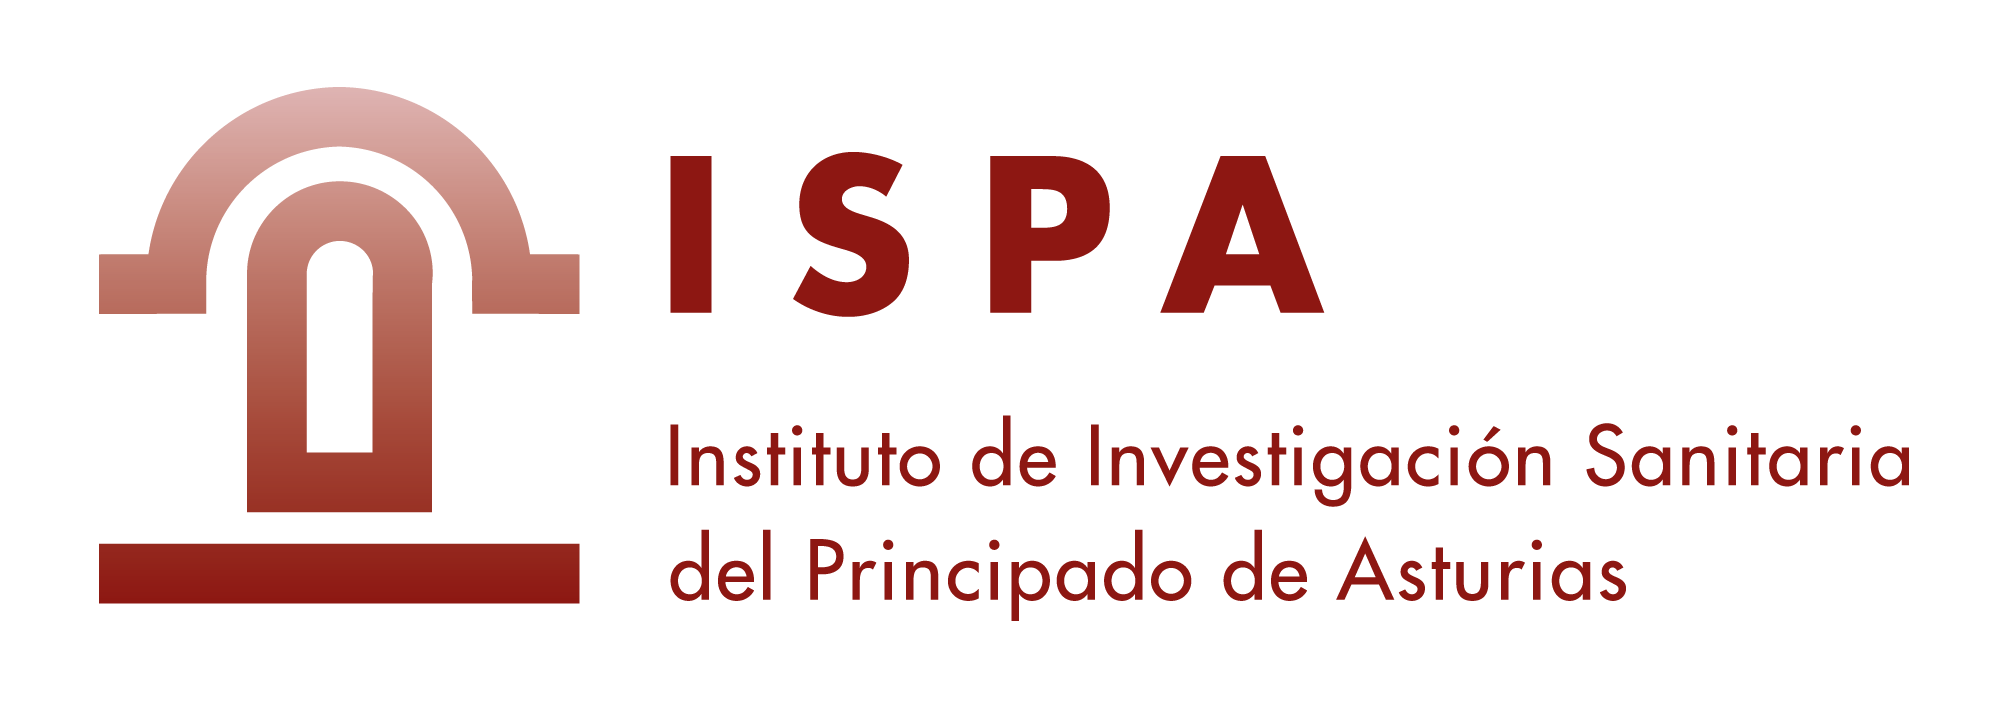 ISPA
Instituto de Investigación Sanitaria
del Principado de Asturias